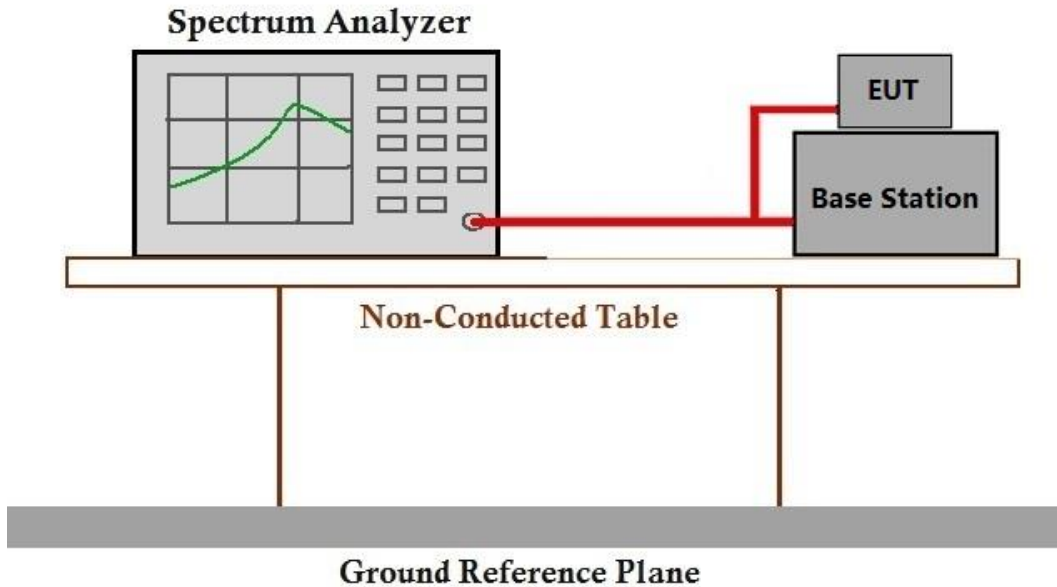 Spectrum Analyzer
EUT
Base Station
Non-Conducted Table
Ground Reference Plane